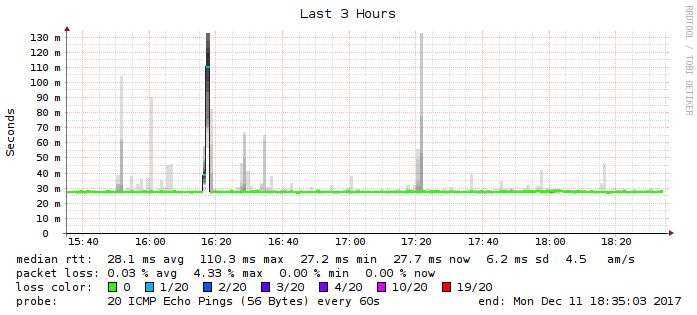 Last 3 Hours
RRDTOOL / TOBI OETIKER
Seconds
130 m
120 m
110 m
100 m
90 m
80 m
70 m
60 m
50 m
40 m
30 m
20 m
10 m
0
15:40 16:00 16:20 16:40 17:00 17:20 17:40 18:00 18:20
median rtt: 28.1 ms avg 110.3 ms max 27.2 ms min 27.7 ms now 6.2 ms sd 4.5 am/s
packet loss: 0.03 % avg 4.33 % max 0.00 % min 0.00 % now
loss color: 0 1/20 2/20 3/20 4/20 10/20 19/20
probe: 20 ICMP Echo Pings (56 Bytes) every 60s end: Mon Dec 11 18:35:03 2017